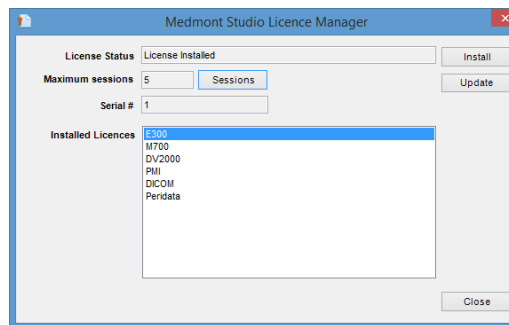 Medmont Studio Licence Manager
License Status License Installed Install
Maximum sessions 5 Sessions Update
Serial # 1
Installed Licences E300
M700
DV2000
PMI
DICOM
Peridata
Close